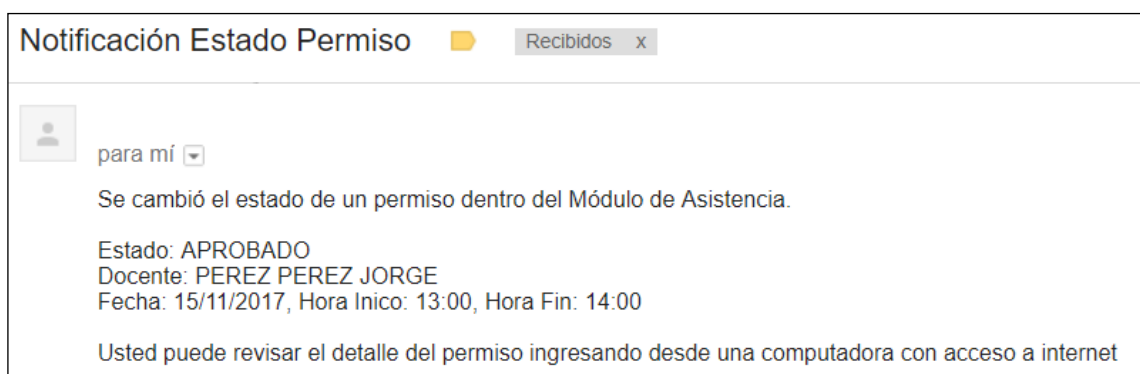 Notificación Estado Permiso Recibidos x
para mí
Se cambió el estado de un permiso dentro del Módulo de Asistencia.
Estado: APROBADO
Docente: PEREZ PEREZ JORGE
Fecha: 15/11/2017, Hora Inico: 13:00, Hora Fin: 14:00
Usted puede revisar el detalle del permiso ingresando desde una computadora con acceso a internet